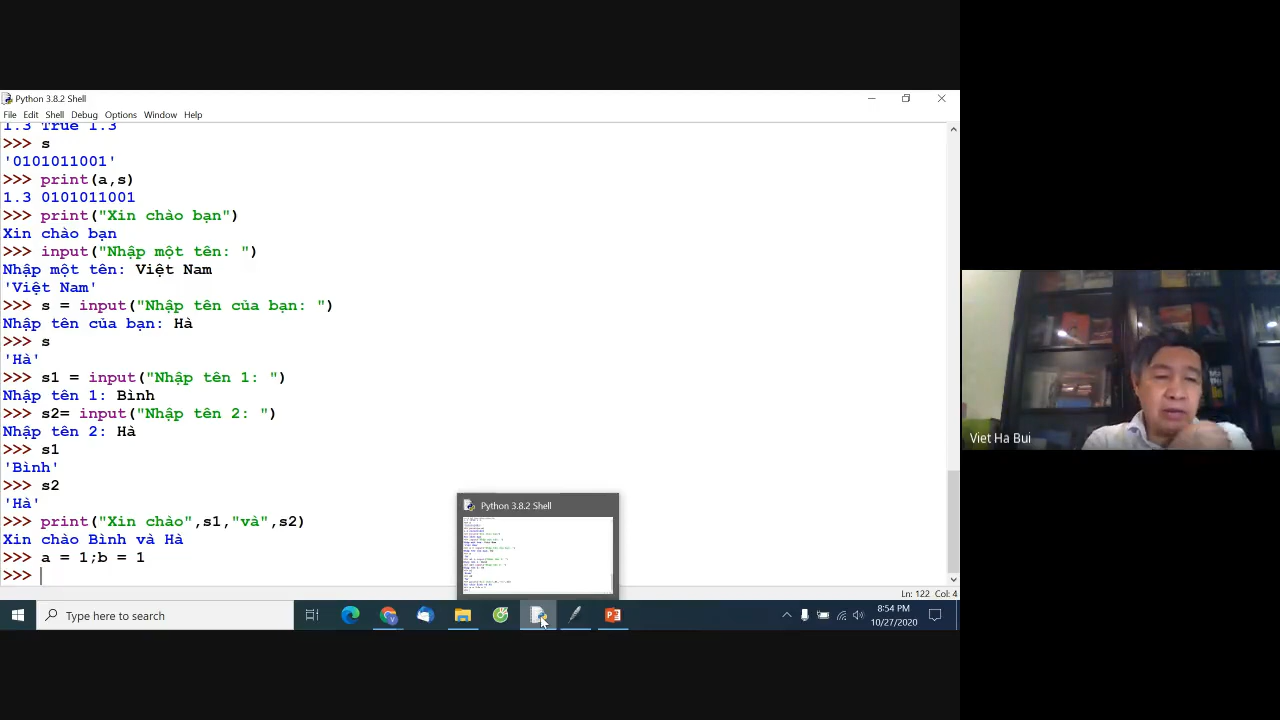 Python 3.8.2 Shell
File Edit Shell Debug Options Window Help
1.3 True 1.3
>>> s
'0101011001'
>>> print(a,s)
1.3 0101011001
>>> print("Xin chào bạn")
Xin chào bạn
>>> input("Nhập một tên: ")
Nhập một tên: Việt Nam
'Việt Nam'
>>> s = input("Nhập tên của bạn: ")
Nhập tên của bạn: Hà
>>> s
'Hà'
>>> s1 = input("Nhập tên 1: ")
Nhập tên 1: Bình
>>> s2= input("Nhập tên 2: ")
Nhập tên 2: Hà
>>> s1
'Bình'
>>> s2
'Hà'
>>> print("Xin chào",s1,"và",s2)
Xin chào Bình và Hà
>>> a = 1;b = 1
>>>
Python 3.8.2 Shell
Ln: 122 Col: 4
Type here to search
8:54 PM
10/27/2020
Viet Ha Bui